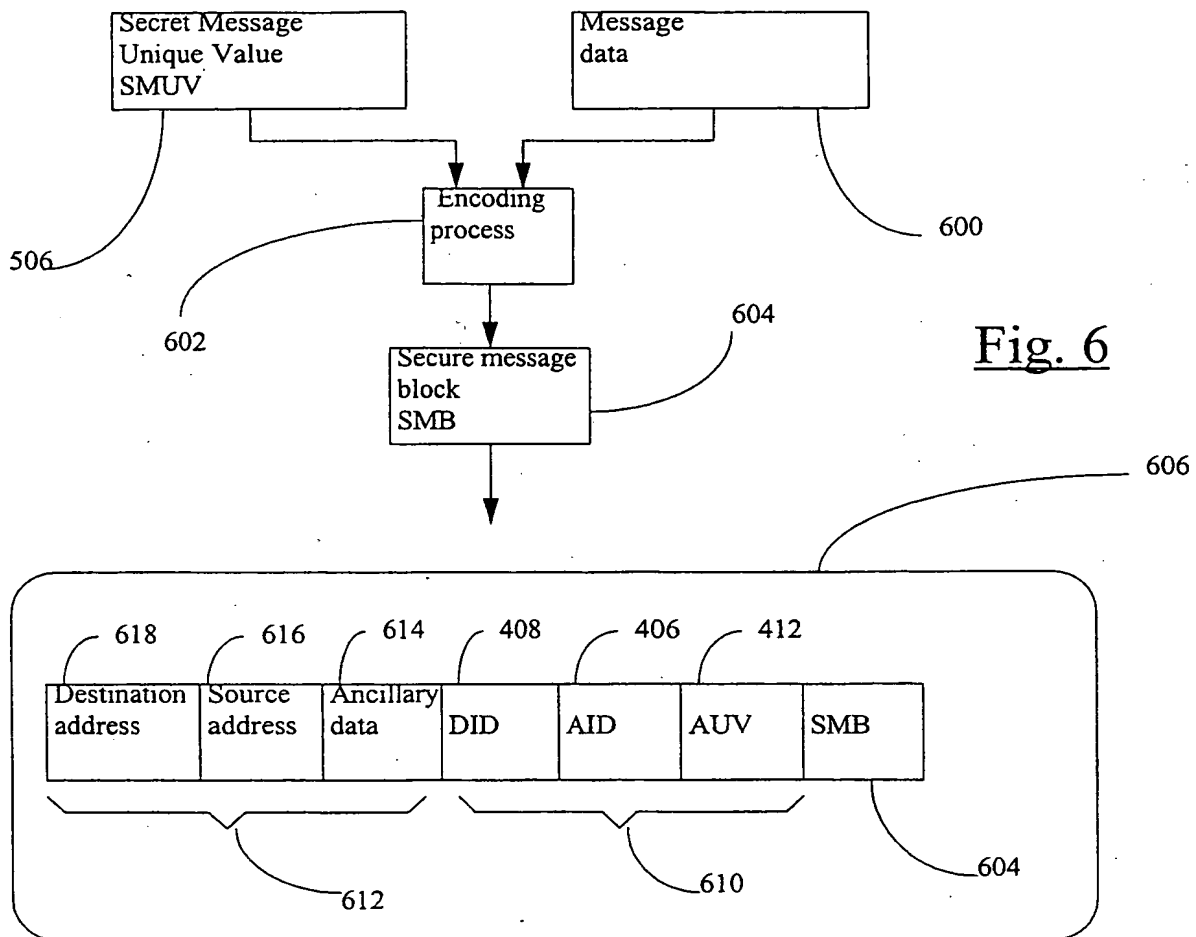 Secret Message
Unique Value
SMUV
Message
data
Encoding
process
506
602
600
604
Secure message
block
SMB
Fig. 6
606
618
616
614
408
406
412
Destination
address
Source
address
Ancillary
data
DID
AID
AUV
SMB
612
610
604